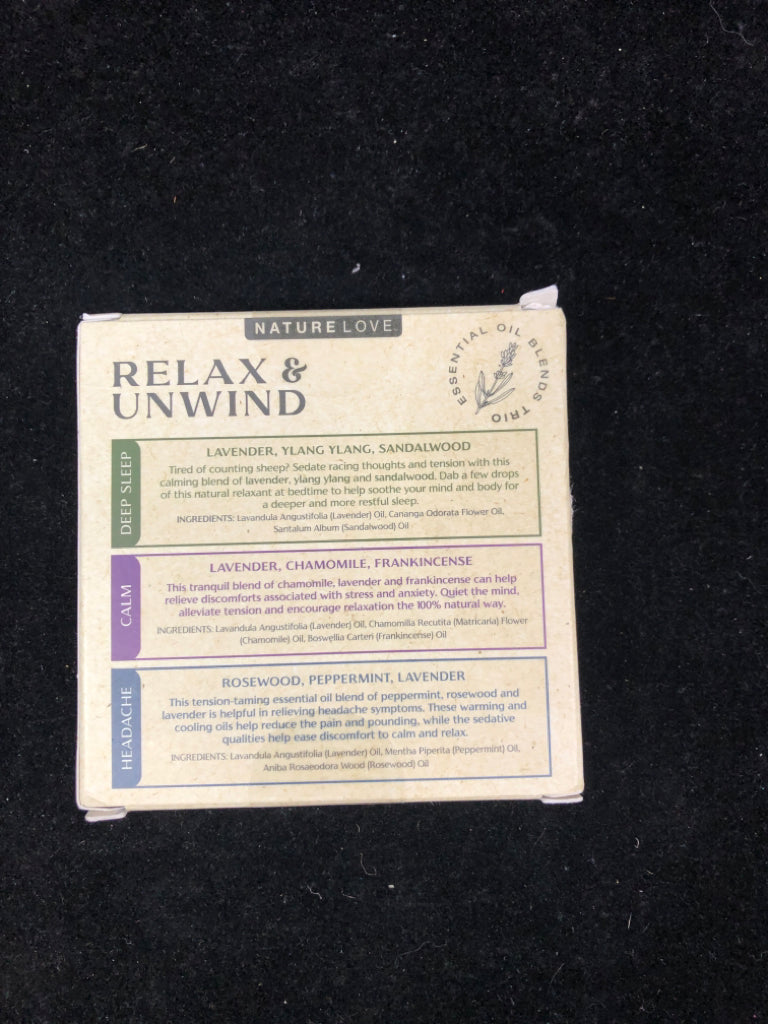 NATURE LOVE
RELAX &
UNWIND
ESSENTIAL OIL BLENDS TRIO
DEEP SLEEP
LAVENDER, YLANG YLANG, SANDALWOOD
Tired of counting sheep? Sedate racing thoughts and tension with this
calming blend of lavender, ylang ylang and sandalwood. Dab a few drops
of this natural relaxant at bedtime to help soothe your mind and body for
a deeper and more restful sleep.
INGREDIENTS: Lavandula Angustifolia (Lavender) Oil, Cananga Odorata Flower Oil,
Santalum Album (Sandalwood) Oil
CALM
LAVENDER, CHAMOMILE, FRANKINCENSE
This tranquil blend of chamomile, lavender and frankincense can help
relieve discomforts associated with stress and anxiety. Quiet the mind,
alleviate tension and encourage relaxation the 100% natural way.
INGREDIENTS: Lavandula Angustifolia (Lavender) Oil, Chamomilla Recutita (Matricaria) Flower
(Chamomile) Oil, Boswellia Carteri (Frankincense) Oil
HEADACHE
ROSEWOOD, PEPPERMINT, LAVENDER
This tension-taming essential oil blend of peppermint, rosewood and
lavender is helpful in relieving headache symptoms. These warming and
cooling oils help reduce the pain and pounding, while the sedative
qualities help ease discomfort to calm and relax.
INGREDIENTS: Lavandula Angustifolia (Lavender) Oil, Mentha Piperita (Peppermint) Oil,
Aniba Rosaeodora Wood (Rosewood) Oil